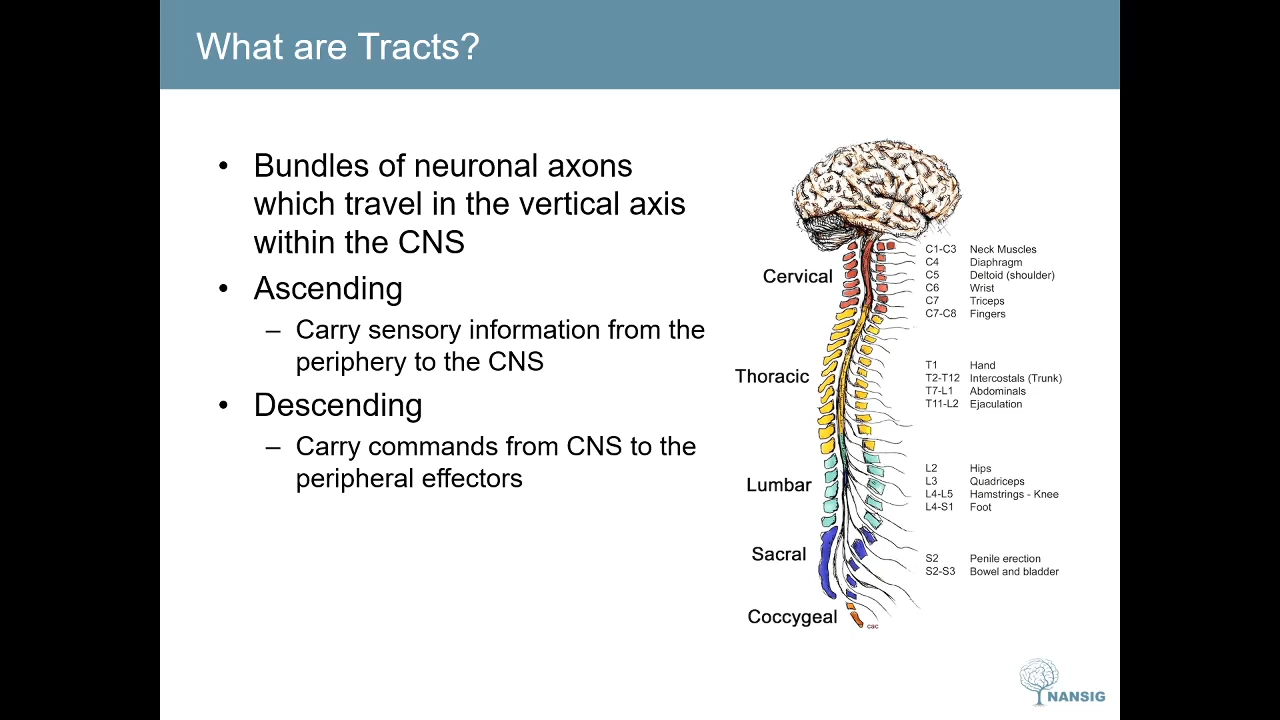 What are Tracts?
• Bundles of neuronal axons
which travel in the vertical axis
within the CNS
• Ascending
– Carry sensory information from the
periphery to the CNS
• Descending
– Carry commands from CNS to the
peripheral effectors
Cervical
C1-C3 Neck Muscles
C4 Diaphragm
C5 Deltoid (shoulder)
C6 Wrist
C7 Triceps
C7-C8 Fingers
Thoracic
T1 Hand
T2-T12 Intercostals (Trunk)
T7-L1 Abdominals
T11-L2 Ejaculation
Lumbar
L2 Hips
L3 Quadriceps
L4-L5 Hamstrings - Knee
L4-S1 Foot
Sacral
S2 Penile erection
S2-S3 Bowel and bladder
Coccygeal
cac
NANSIG